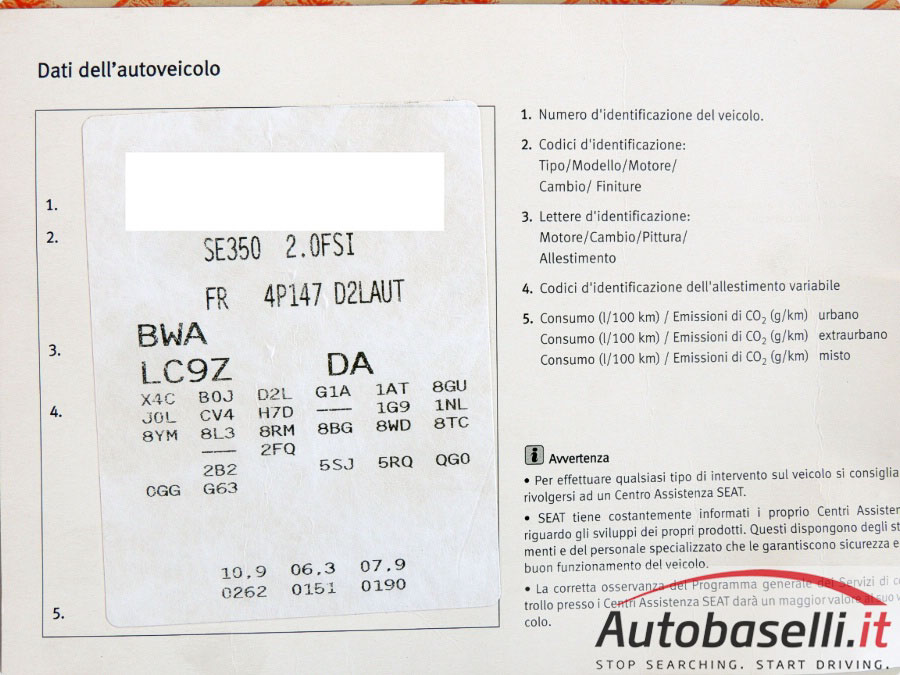 Dati dell'autoveicolo
1.
2.
3.
4.
5.
SE350 2.0FSI
FR 4P147 D2LAUT
BWA
LC9Z DA
X4C B0J D2L G1A 1AT 8GU
J0L CV4 H7D --- 1G9 1NL
8YM 8L3 8RM 8BG 8WD 8TC
--- 2FQ
2B2 5SJ 5RQ QG0
0GG G63
10.9 06.3 07.9
0262 0151 0190
1. Numero d'identificazione del veicolo.
2. Codici d'identificazione:
Tipo/Modello/Motore/
Cambio/ Finiture
3. Lettere d'identificazione:
Motore/Cambio/Pittura/
Allestimento
4. Codici d'identificazione dell'allestimento variabile
5. Consumo (l/100 km) / Emissioni di CO₂ (g/km) urbano
Consumo (l/100 km) / Emissioni di CO₂ (g/km) extraurbano
Consumo (l/100 km) / Emissioni di CO₂ (g/km) misto
i Avvertenza
• Per effettuare qualsiasi tipo di intervento sul veicolo si consiglia
rivolgersi ad un Centro Assistenza SEAT.
• SEAT tiene costantemente informati i proprio Centri Assisten
riguardo gli sviluppi dei propri prodotti. Questi dispongono degli st
menti e del personale specializzato che le garantiscono sicurezza e
buon funzionamento del veicolo.
• La corretta osservanza del Programma generale dei Servizi di co
trollo presso i Centri Assistenza SEAT darà un maggior valore al suo v
colo.
Autobaselli.it
STOP SEARCHING. START DRIVING.